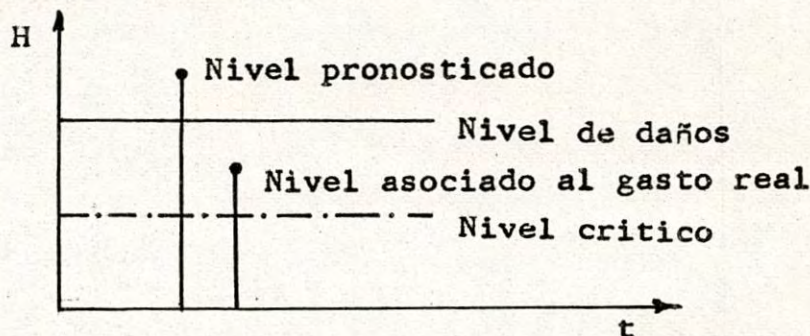 H
Nivel pronosticado
Nivel de daños
Nivel asociado al gasto real
Nivel critico
t